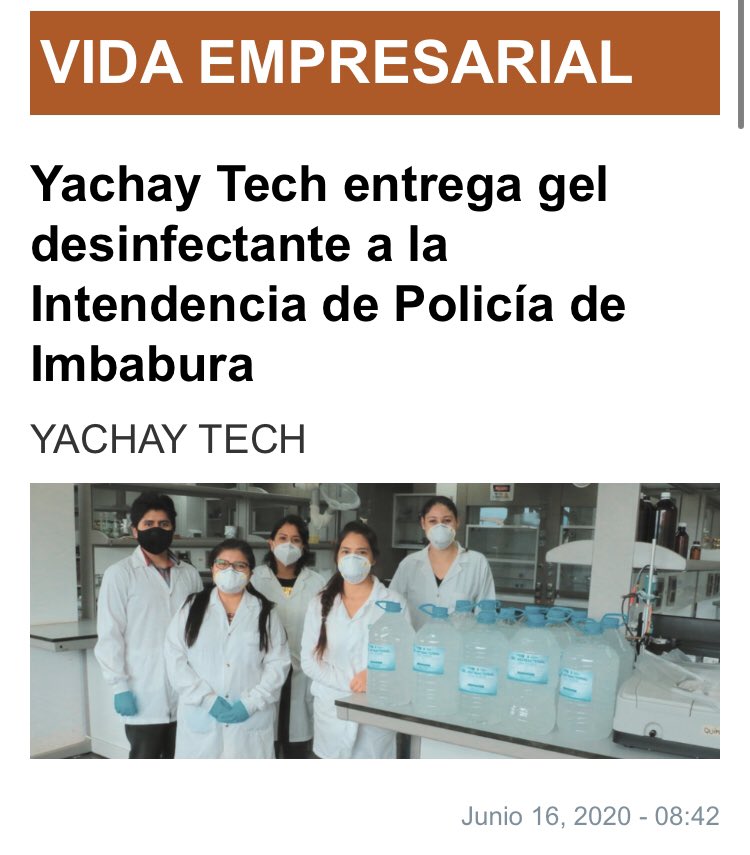 VIDA EMPRESARIAL
Yachay Tech entrega gel
desinfectante a la
Intendencia de Policía de
Imbabura
YACHAY TECH
Junio 16, 2020 - 08:42